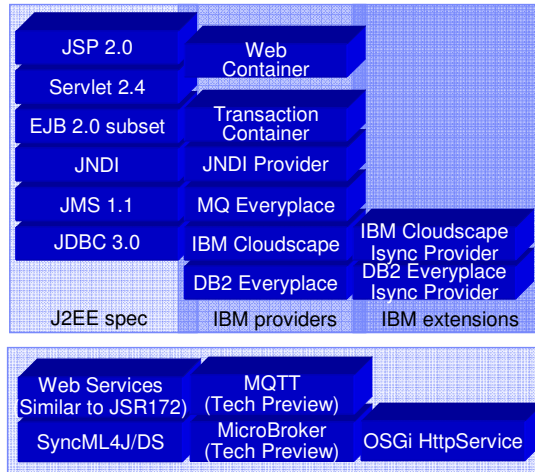 JSP 2.0
Servlet 2.4
EJB 2.0 subset
JNDI
JMS 1.1
JDBC 3.0
J2EE spec
Web
Container
Transaction
Container
JNDI Provider
MQ Everyplace
IBM Cloudscape
DB2 Everyplace
IBM providers
IBM Cloudscape
Isync Provider
DB2 Everyplace
Isync Provider
IBM extensions
Web Services
(Similar to JSR172)
MQTT
(Tech Preview)
SyncML4J/DS
MicroBroker
(Tech Preview)
OSGi HttpService